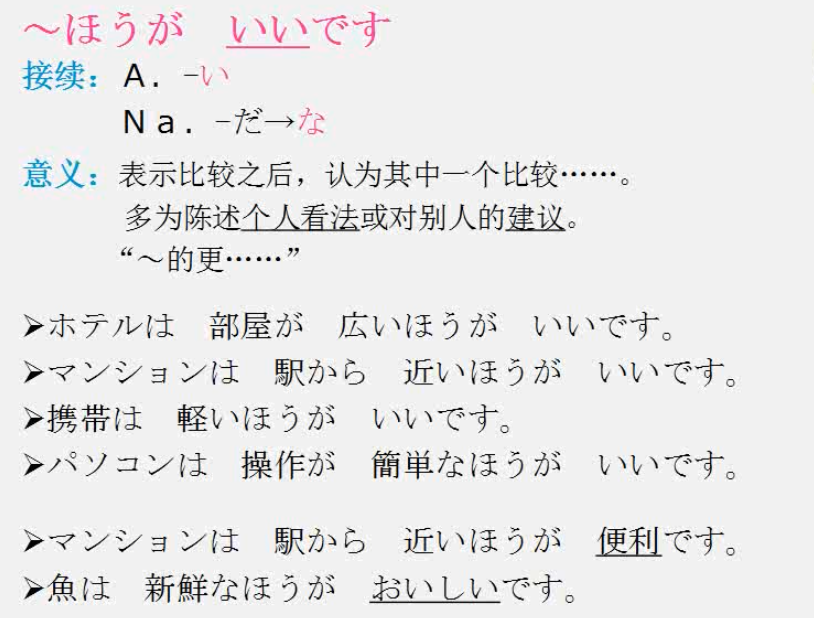 ～ほうが　いいです
接续：A．-い
Ｎａ．-だ→な
意义：表示比较之后，认为其中一个比较……。
多为陈述个人看法或对别人的建议。
“～的更……”
➢ホテルは　部屋が　広いほうが　いいです。
➢マンションは　駅から　近いほうが　いいです。
➢携帯は　軽いほうが　いいです。
➢パソコンは　操作が　簡単なほうが　いいです。
➢マンションは　駅から　近いほうが　便利です。
➢魚は　新鮮なほうが　おいしいです。